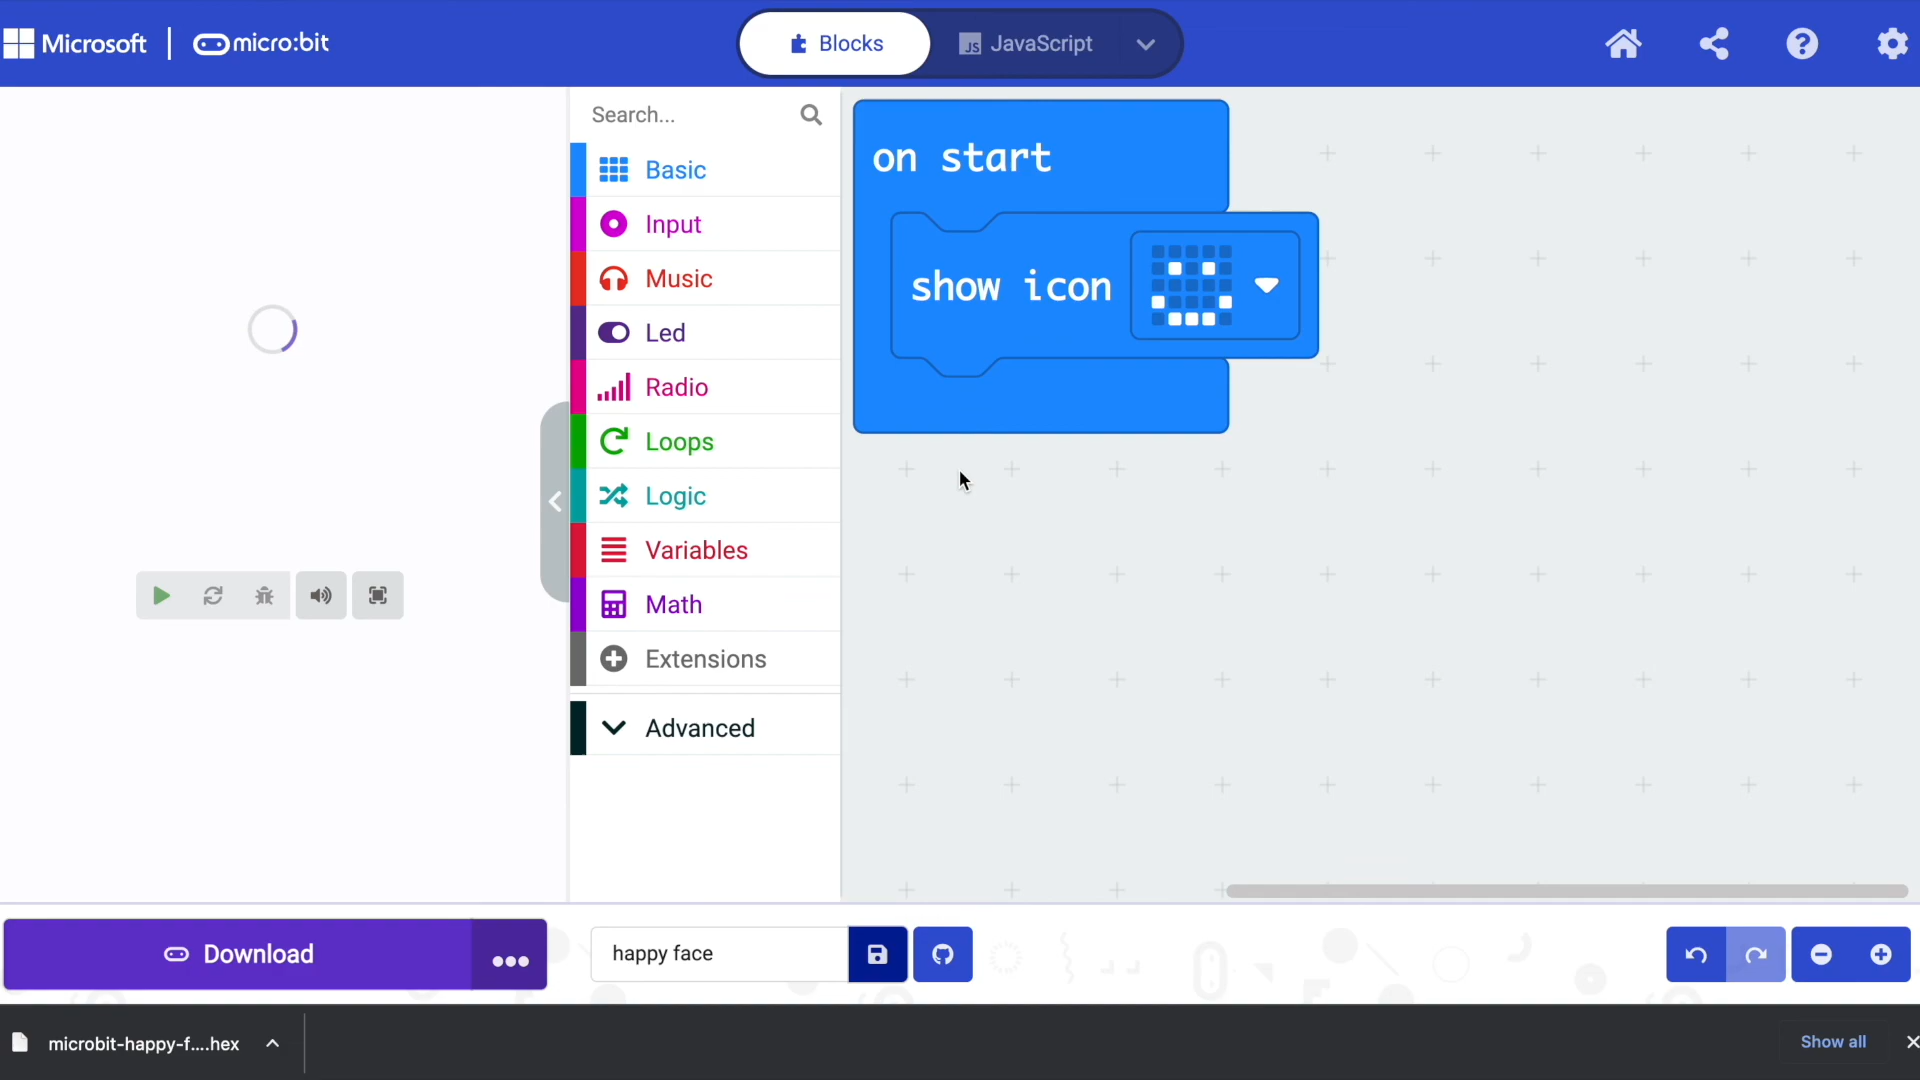 Microsoft
micro:bit
Blocks
JS JavaScript
Search...
Basic
Input
Music
Led
Radio
Loops
Logic
Variables
Math
Extensions
Advanced
on start
show icon
Download
happy face
microbit-happy-f....hex
Show all